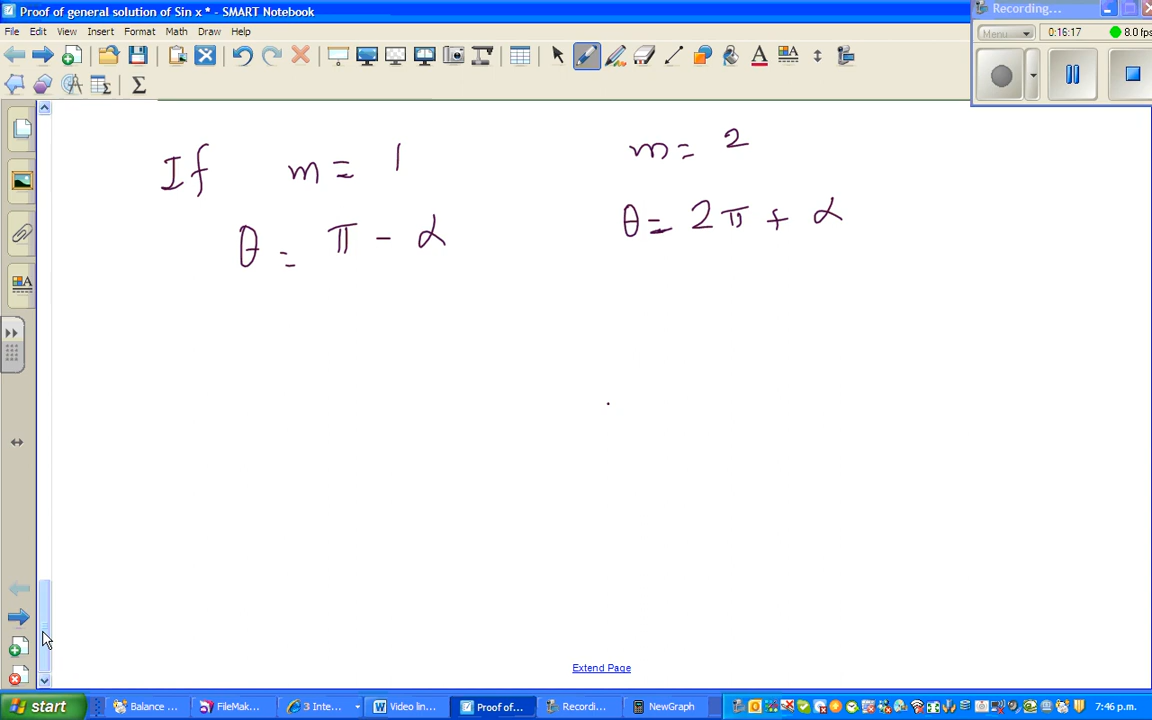 Proof of general solution of Sin x * - SMART Notebook
Recording...
File Edit View Insert Format Math Draw Help
Menu
0:16:17
8.0 fps
If m = 1
θ = π - α
m = 2
θ = 2π + α
Extend Page
start
Balance ...
FileMak...
3 Inte...
Video lin...
Proof of...
Recordi...
NewGraph
7:46 p.m.